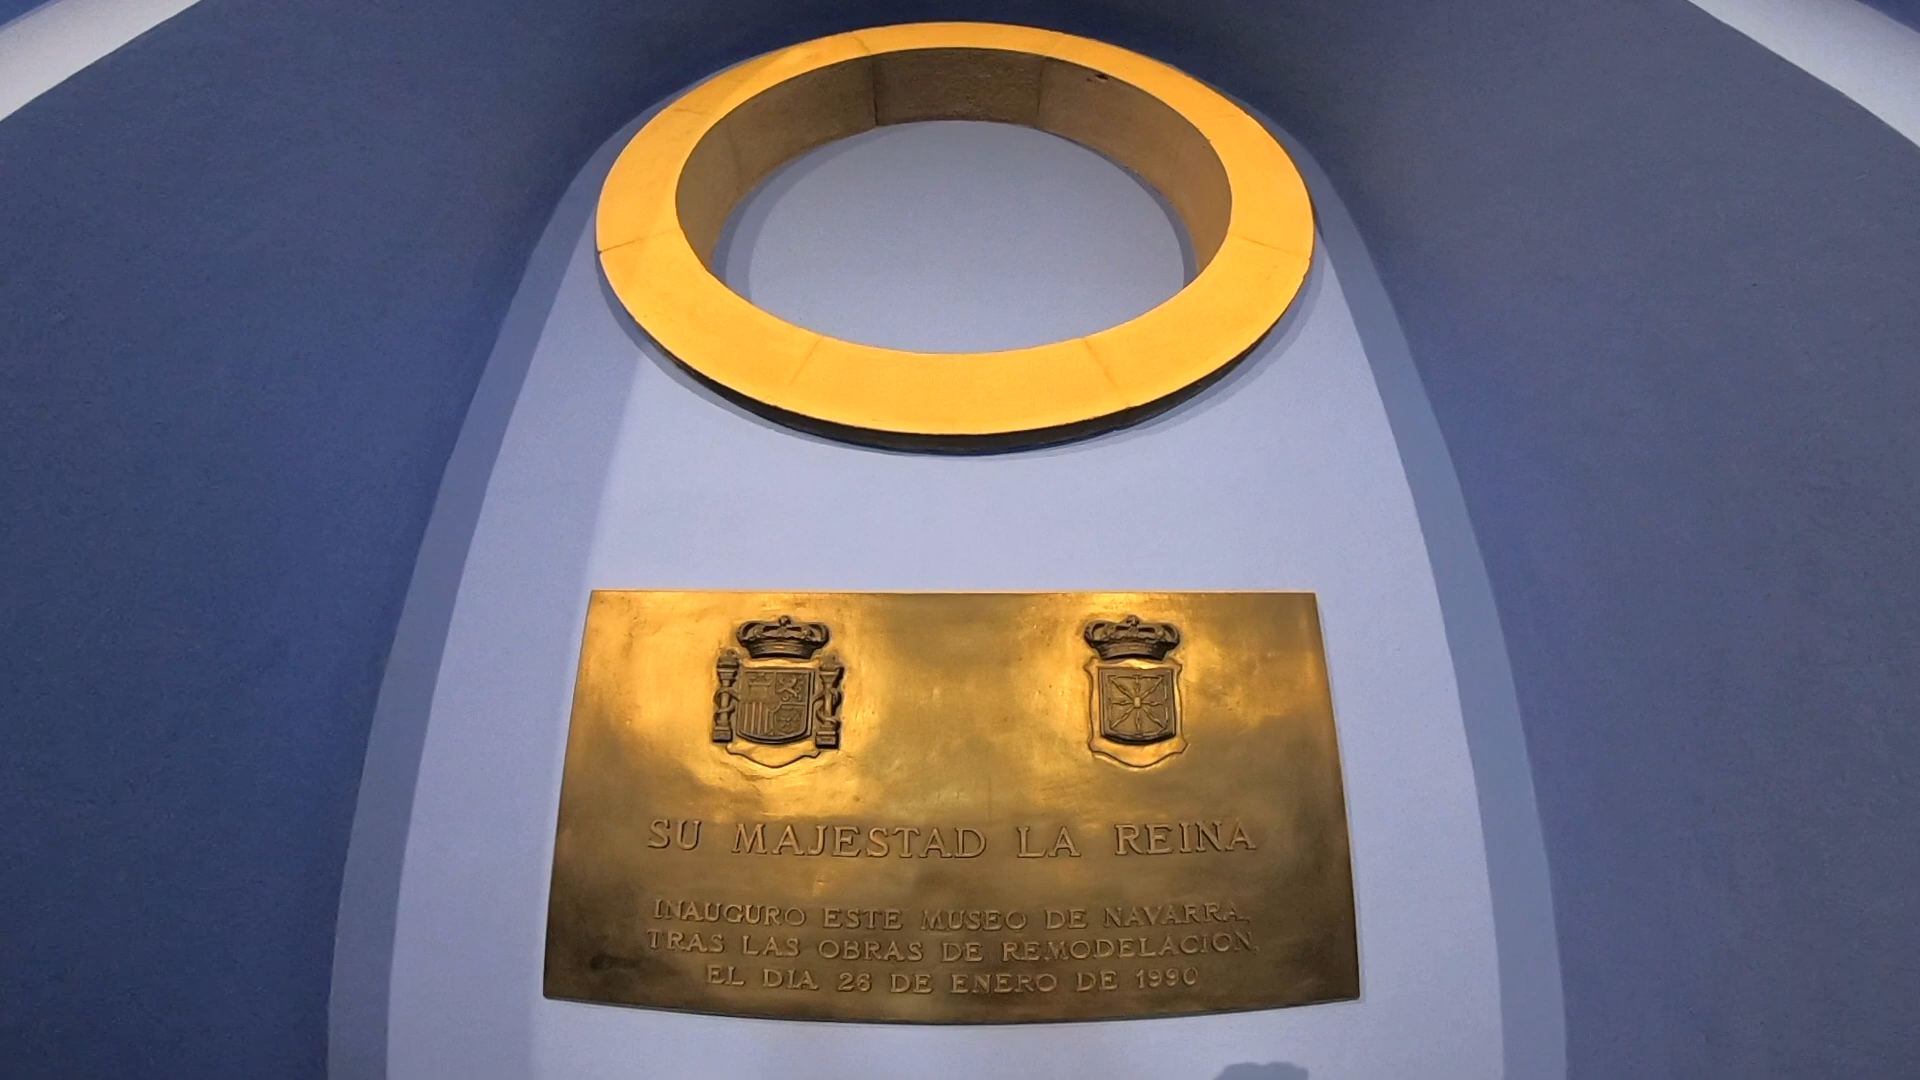 SU MAJESTAD LA REINA
INAUGURO ESTE MUSEO DE NAVARRA,
TRAS LAS OBRAS DE REMODELACION,
EL DIA 26 DE ENERO DE 1990